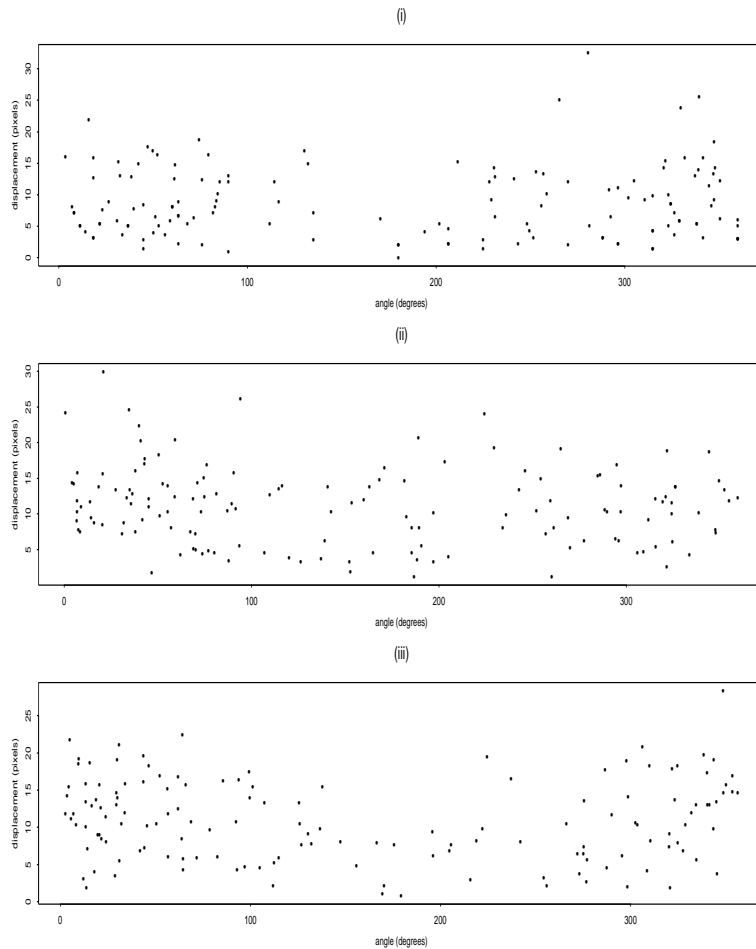 (i)
displacement (pixels)
0 5 10 15 20 25 30
0 100 200 300
angle (degrees)
(ii)
displacement (pixels)
5 10 15 20 25 30
0 100 200 300
angle (degrees)
(iii)
displacement (pixels)
0 5 10 15 20 25
0 100 200 300
angle (degrees)